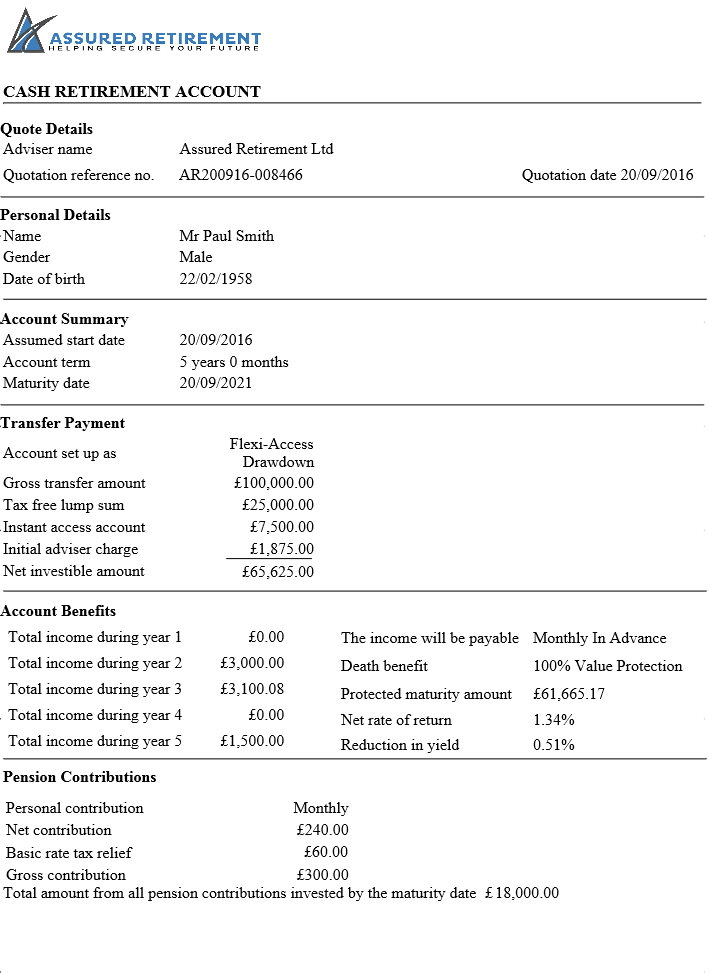 ASSURED RETIREMENT
HELPING SECURE YOUR FUTURE
CASH RETIREMENT ACCOUNT
Quote Details
Adviser name Assured Retirement Ltd
Quotation reference no. AR200916-008466 Quotation date 20/09/2016
Personal Details
Name Mr Paul Smith
Gender Male
Date of birth 22/02/1958
Account Summary
Assumed start date 20/09/2016
Account term 5 years 0 months
Maturity date 20/09/2021
Transfer Payment
Account set up as Flexi-Access
Drawdown
Gross transfer amount £100,000.00
Tax free lump sum £25,000.00
Instant access account £7,500.00
Initial adviser charge £1,875.00
Net investible amount £65,625.00
Account Benefits
Total income during year 1 £0.00 The income will be payable Monthly In Advance
Total income during year 2 £3,000.00 Death benefit 100% Value Protection
Total income during year 3 £3,100.08 Protected maturity amount £61,665.17
Total income during year 4 £0.00 Net rate of return 1.34%
Total income during year 5 £1,500.00 Reduction in yield 0.51%
Pension Contributions
Personal contribution Monthly
Net contribution £240.00
Basic rate tax relief £60.00
Gross contribution £300.00
Total amount from all pension contributions invested by the maturity date £18,000.00